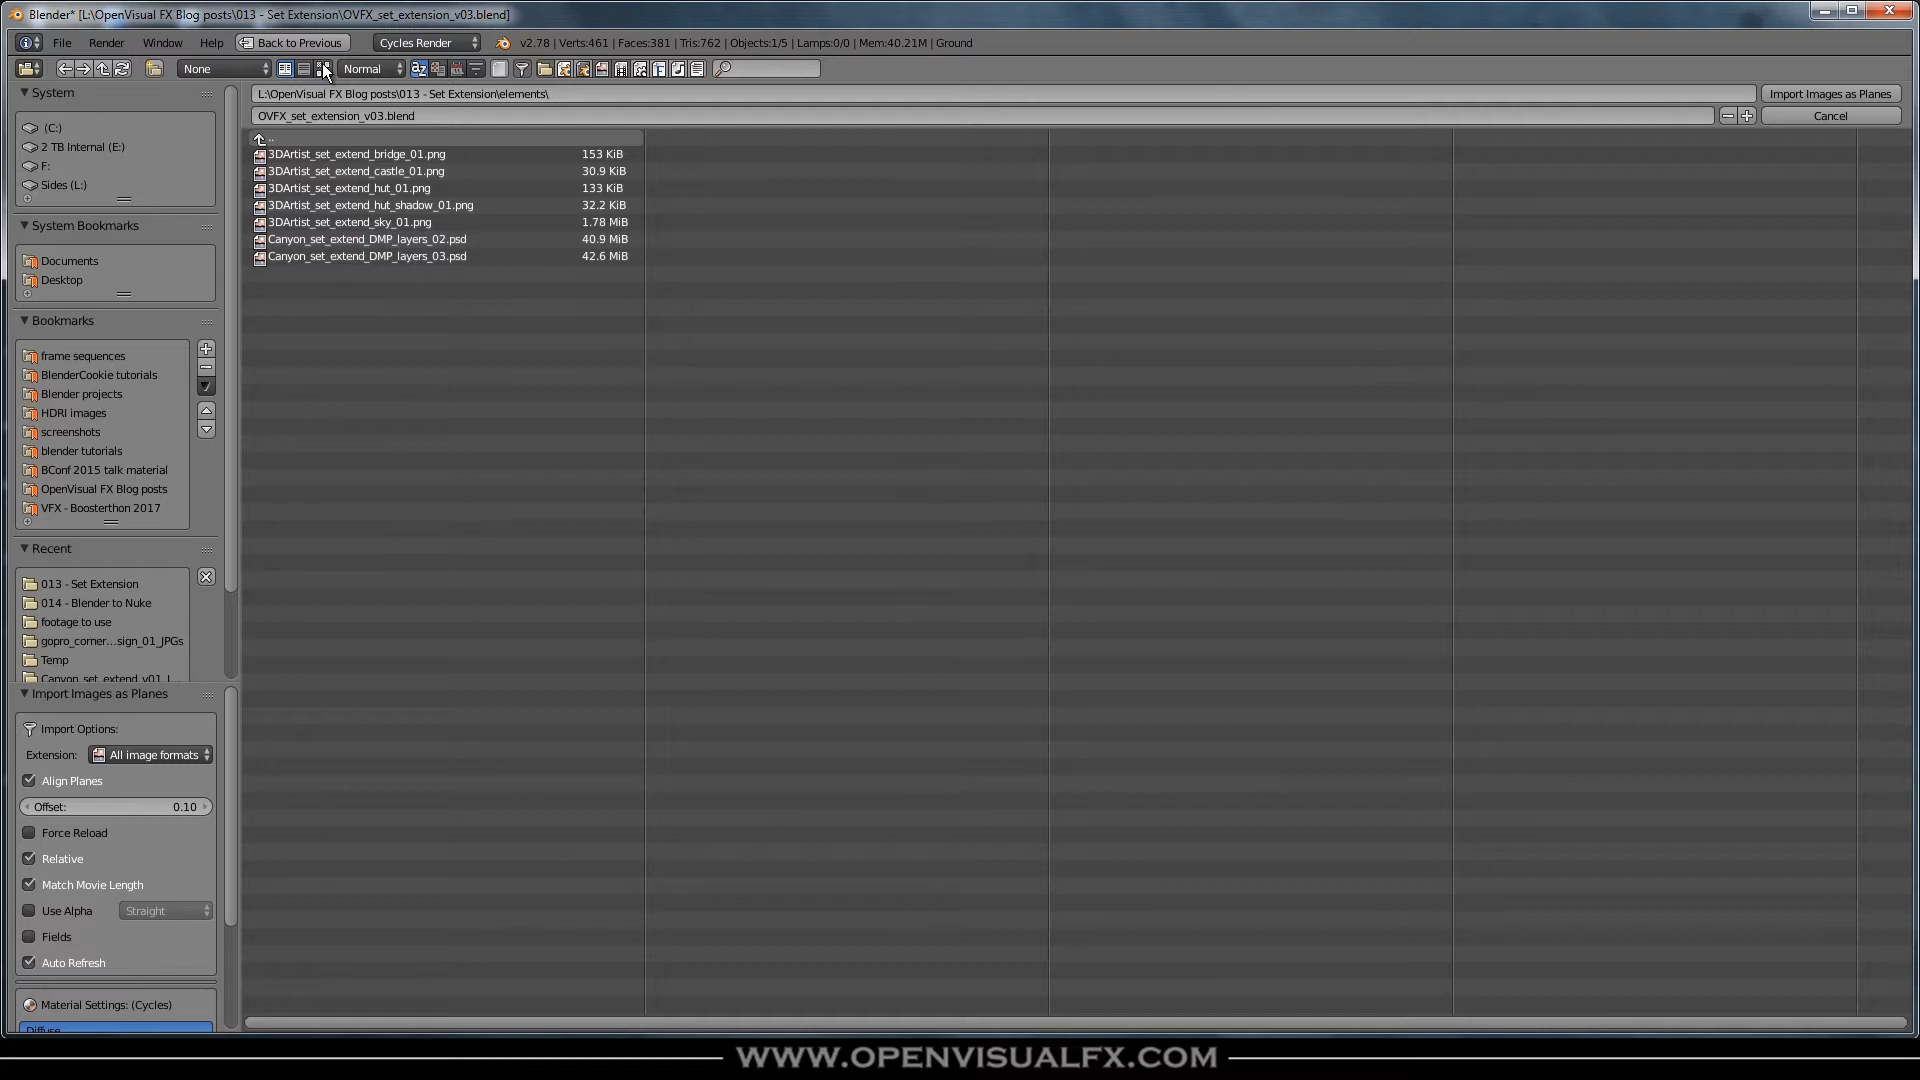 Blender* [L:\OpenVisual FX Blog posts\013 - Set Extension\OVFX_set_extension_v03.blend]
File Render Window Help Back to Previous Cycles Render v2.78 | Verts:461 | Faces:381 | Tris:762 | Objects:1/5 | Lamps:0/0 | Mem:40.21M | Ground
None Normal
System
(C:)
2 TB Internal (E:)
F:
Sides (L:)
System Bookmarks
Documents
Desktop
Bookmarks
frame sequences
BlenderCookie tutorials
Blender projects
HDRI images
screenshots
blender tutorials
BConf 2015 talk material
OpenVisual FX Blog posts
VFX - Boosterthon 2017
Recent
013 - Set Extension
014 - Blender to Nuke
footage to use
gopro_corner...sign_01_JPGs
Temp
Canyon_set_extend_v01_l...
Import Images as Planes
Import Options:
Extension: All image formats
Align Planes
Offset: 0.10
Force Reload
Relative
Match Movie Length
Use Alpha Straight
Fields
Auto Refresh
Material Settings: (Cycles)
Diffuse
L:\OpenVisual FX Blog posts\013 - Set Extension\elements\ Import Images as Planes
OVFX_set_extension_v03.blend Cancel
..
3DArtist_set_extend_bridge_01.png 153 KiB
3DArtist_set_extend_castle_01.png 30.9 KiB
3DArtist_set_extend_hut_01.png 133 KiB
3DArtist_set_extend_hut_shadow_01.png 32.2 KiB
3DArtist_set_extend_sky_01.png 1.78 MiB
Canyon_set_extend_DMP_layers_02.psd 40.9 MiB
Canyon_set_extend_DMP_layers_03.psd 42.6 MiB
WWW.OPENVISUALFX.COM